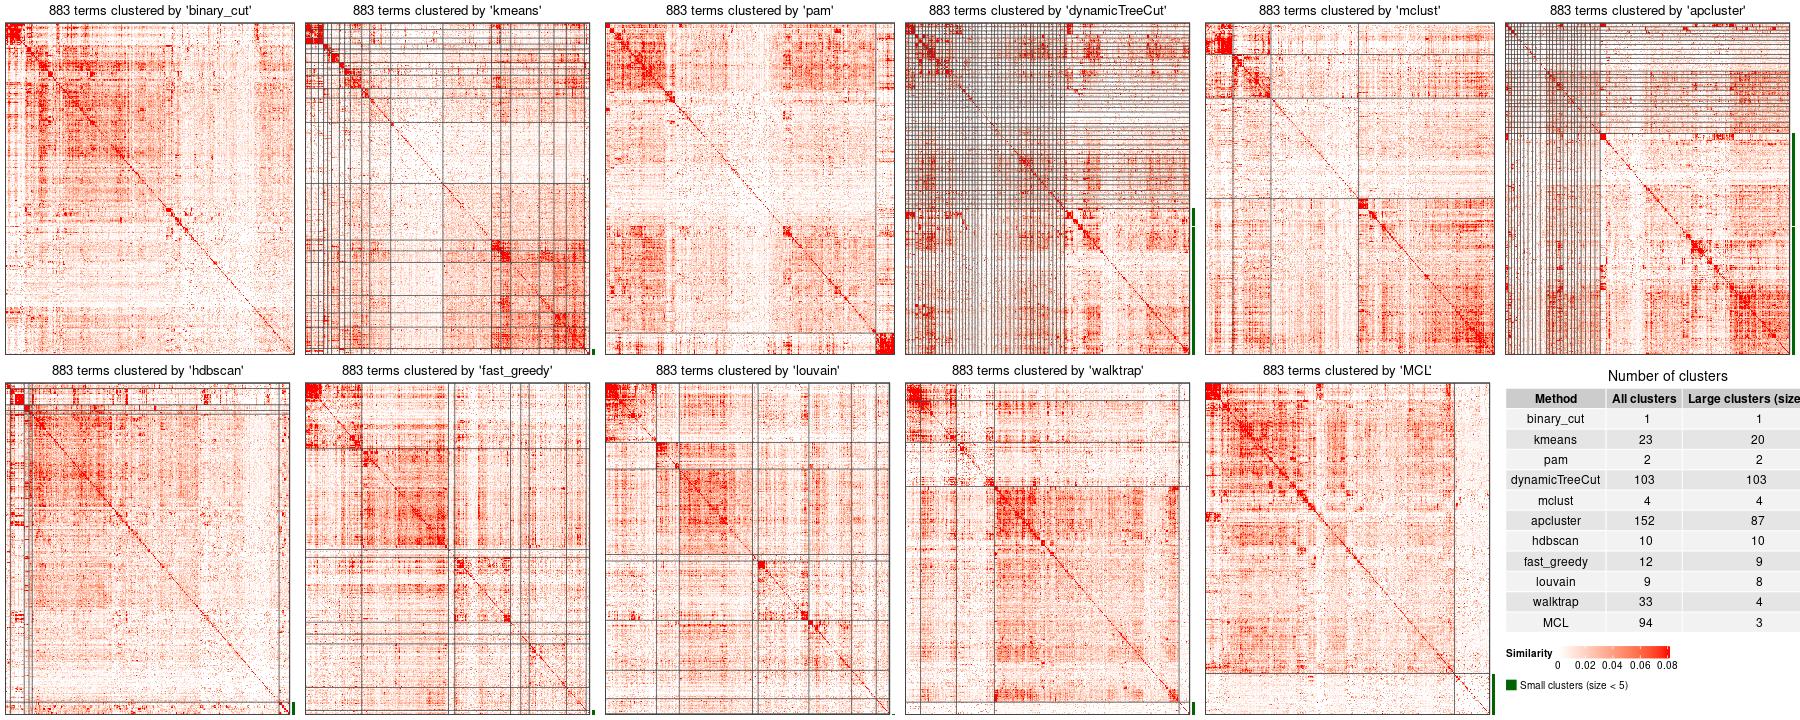 883 terms clustered by 'binary_cut'
883 terms clustered by 'kmeans'
883 terms clustered by 'pam'
883 terms clustered by 'dynamicTreeCut'
883 terms clustered by 'mclust'
883 terms clustered by 'apcluster'
883 terms clustered by 'hdbscan'
883 terms clustered by 'fast_greedy'
883 terms clustered by 'louvain'
883 terms clustered by 'walktrap'
883 terms clustered by 'MCL'
Number of clusters
Method All clusters Large clusters (size
binary_cut 1 1
kmeans 23 20
pam 2 2
dynamicTreeCut 103 103
mclust 4 4
apcluster 152 87
hdbscan 10 10
fast_greedy 12 9
louvain 9 8
walktrap 33 4
MCL 94 3
Similarity
0 0.02 0.04 0.06 0.08
Small clusters (size < 5)